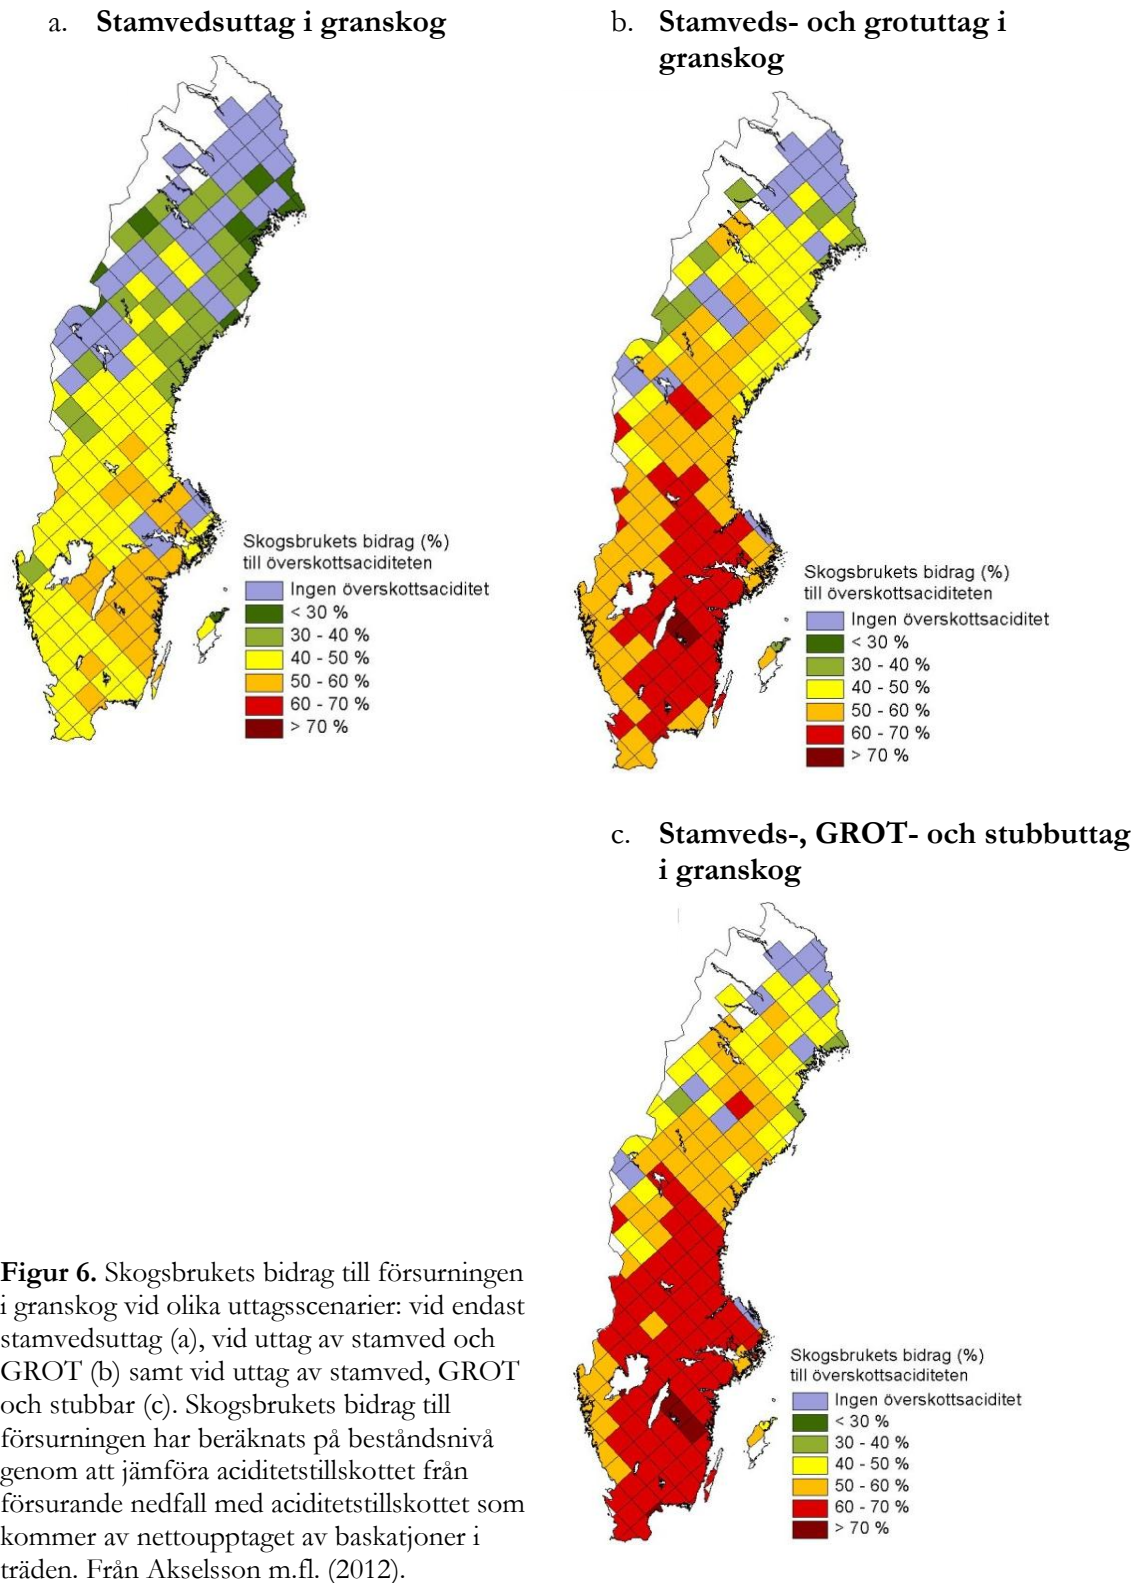 a. Stamvedsuttag i granskog
b. Stamveds- och grotuttag i
granskog
Skogsbrukets bidrag (%)
till överskottsaciditeten
Ingen överskottsaciditet
< 30 %
30 - 40 %
40 - 50 %
50 - 60 %
60 - 70 %
> 70 %
Skogsbrukets bidrag (%)
till överskottsaciditeten
Ingen överskottsaciditet
< 30 %
30 - 40 %
40 - 50 %
50 - 60 %
60 - 70 %
> 70 %
c. Stamveds-, GROT- och stubbuttag
i granskog
Skogsbrukets bidrag (%)
till överskottsaciditeten
Ingen överskottsaciditet
< 30 %
30 - 40 %
40 - 50 %
50 - 60 %
60 - 70 %
> 70 %
Figur 6. Skogsbrukets bidrag till försurningen
i granskog vid olika uttagsscenarier: vid endast
stamvedsuttag (a), vid uttag av stamved och
GROT (b) samt vid uttag av stamved, GROT
och stubbar (c). Skogsbrukets bidrag till
försurningen har beräknats på beståndsnivå
genom att jämföra aciditetstillskottet från
försurande nedfall med aciditetstillskottet som
kommer av nettoupptaget av baskatjoner i
träden. Från Akselsson m.fl. (2012).